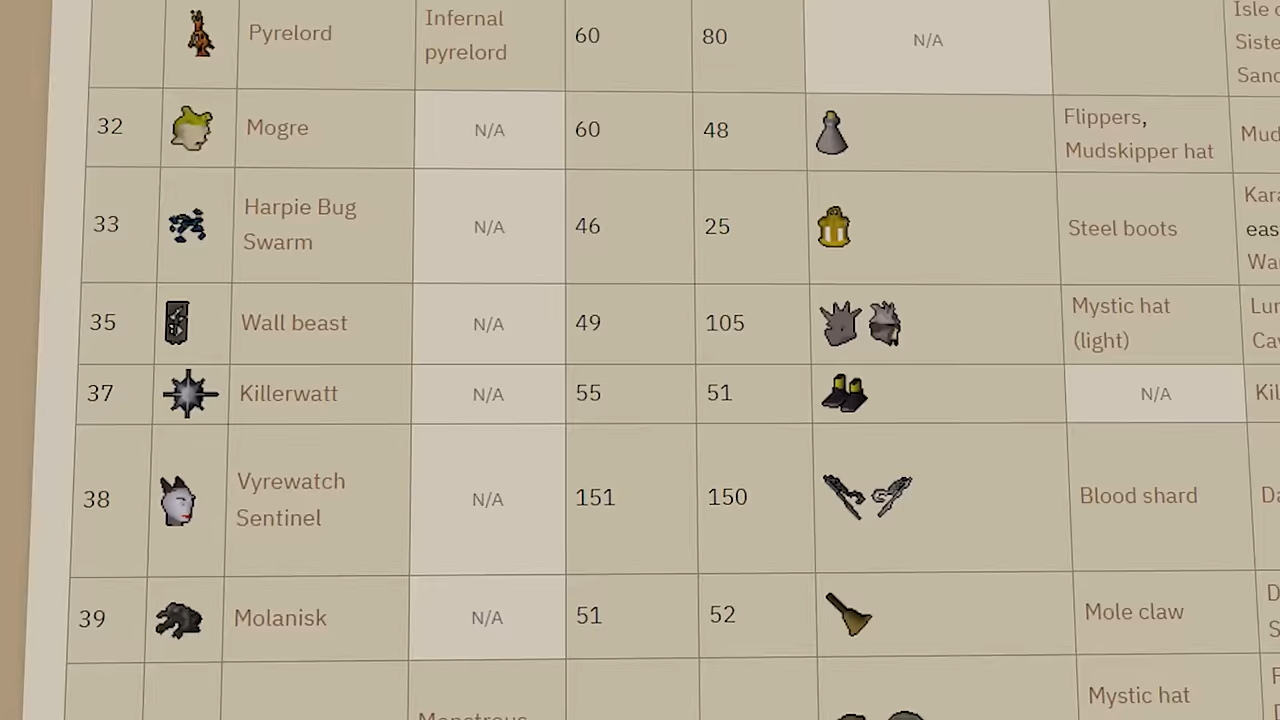 Pyrelord
Infernal
pyrelord
60
80
N/A
32
Mogre
N/A
60
48
Flippers,
Mudskipper hat
33
Harpie Bug
Swarm
N/A
46
25
Steel boots
35
Wall beast
N/A
49
105
Mystic hat
(light)
37
Killerwatt
N/A
55
51
N/A
38
Vyrewatch
Sentinel
N/A
151
150
Blood shard
39
Molanisk
N/A
51
52
Mole claw
Mystic hat